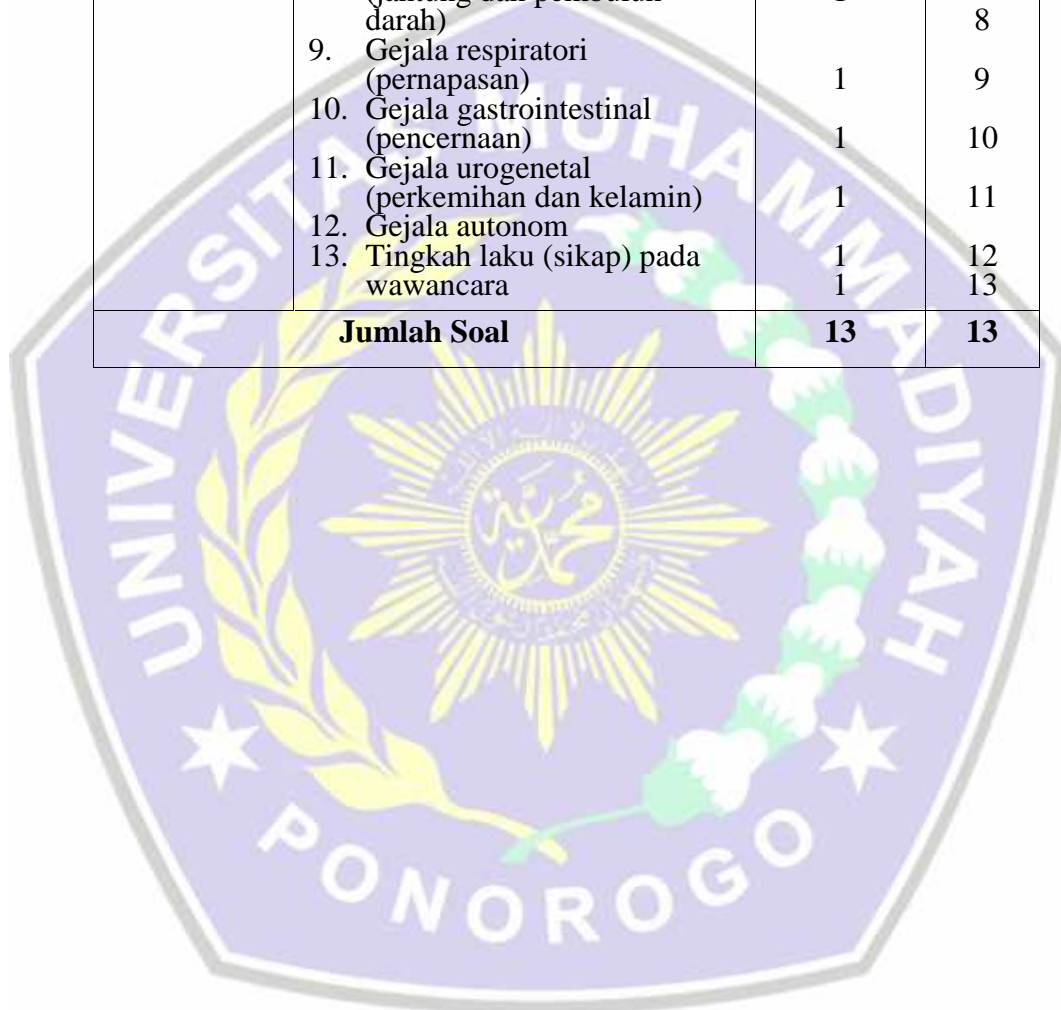 darah) 8
9. Gejala respiratori
(pernapasan) 1 9
10. Gejala gastrointestinal
(pencernaan) 1 10
11. Gejala urogenetal
(perkemihan dan kelamin) 1 11
12. Gejala autonom
13. Tingkah laku (sikap) pada 1 12
wawancara 1 13
Jumlah Soal 13 13
UNIVERSITAS MUHAMMADIYAH
محمدية
PONOROGO